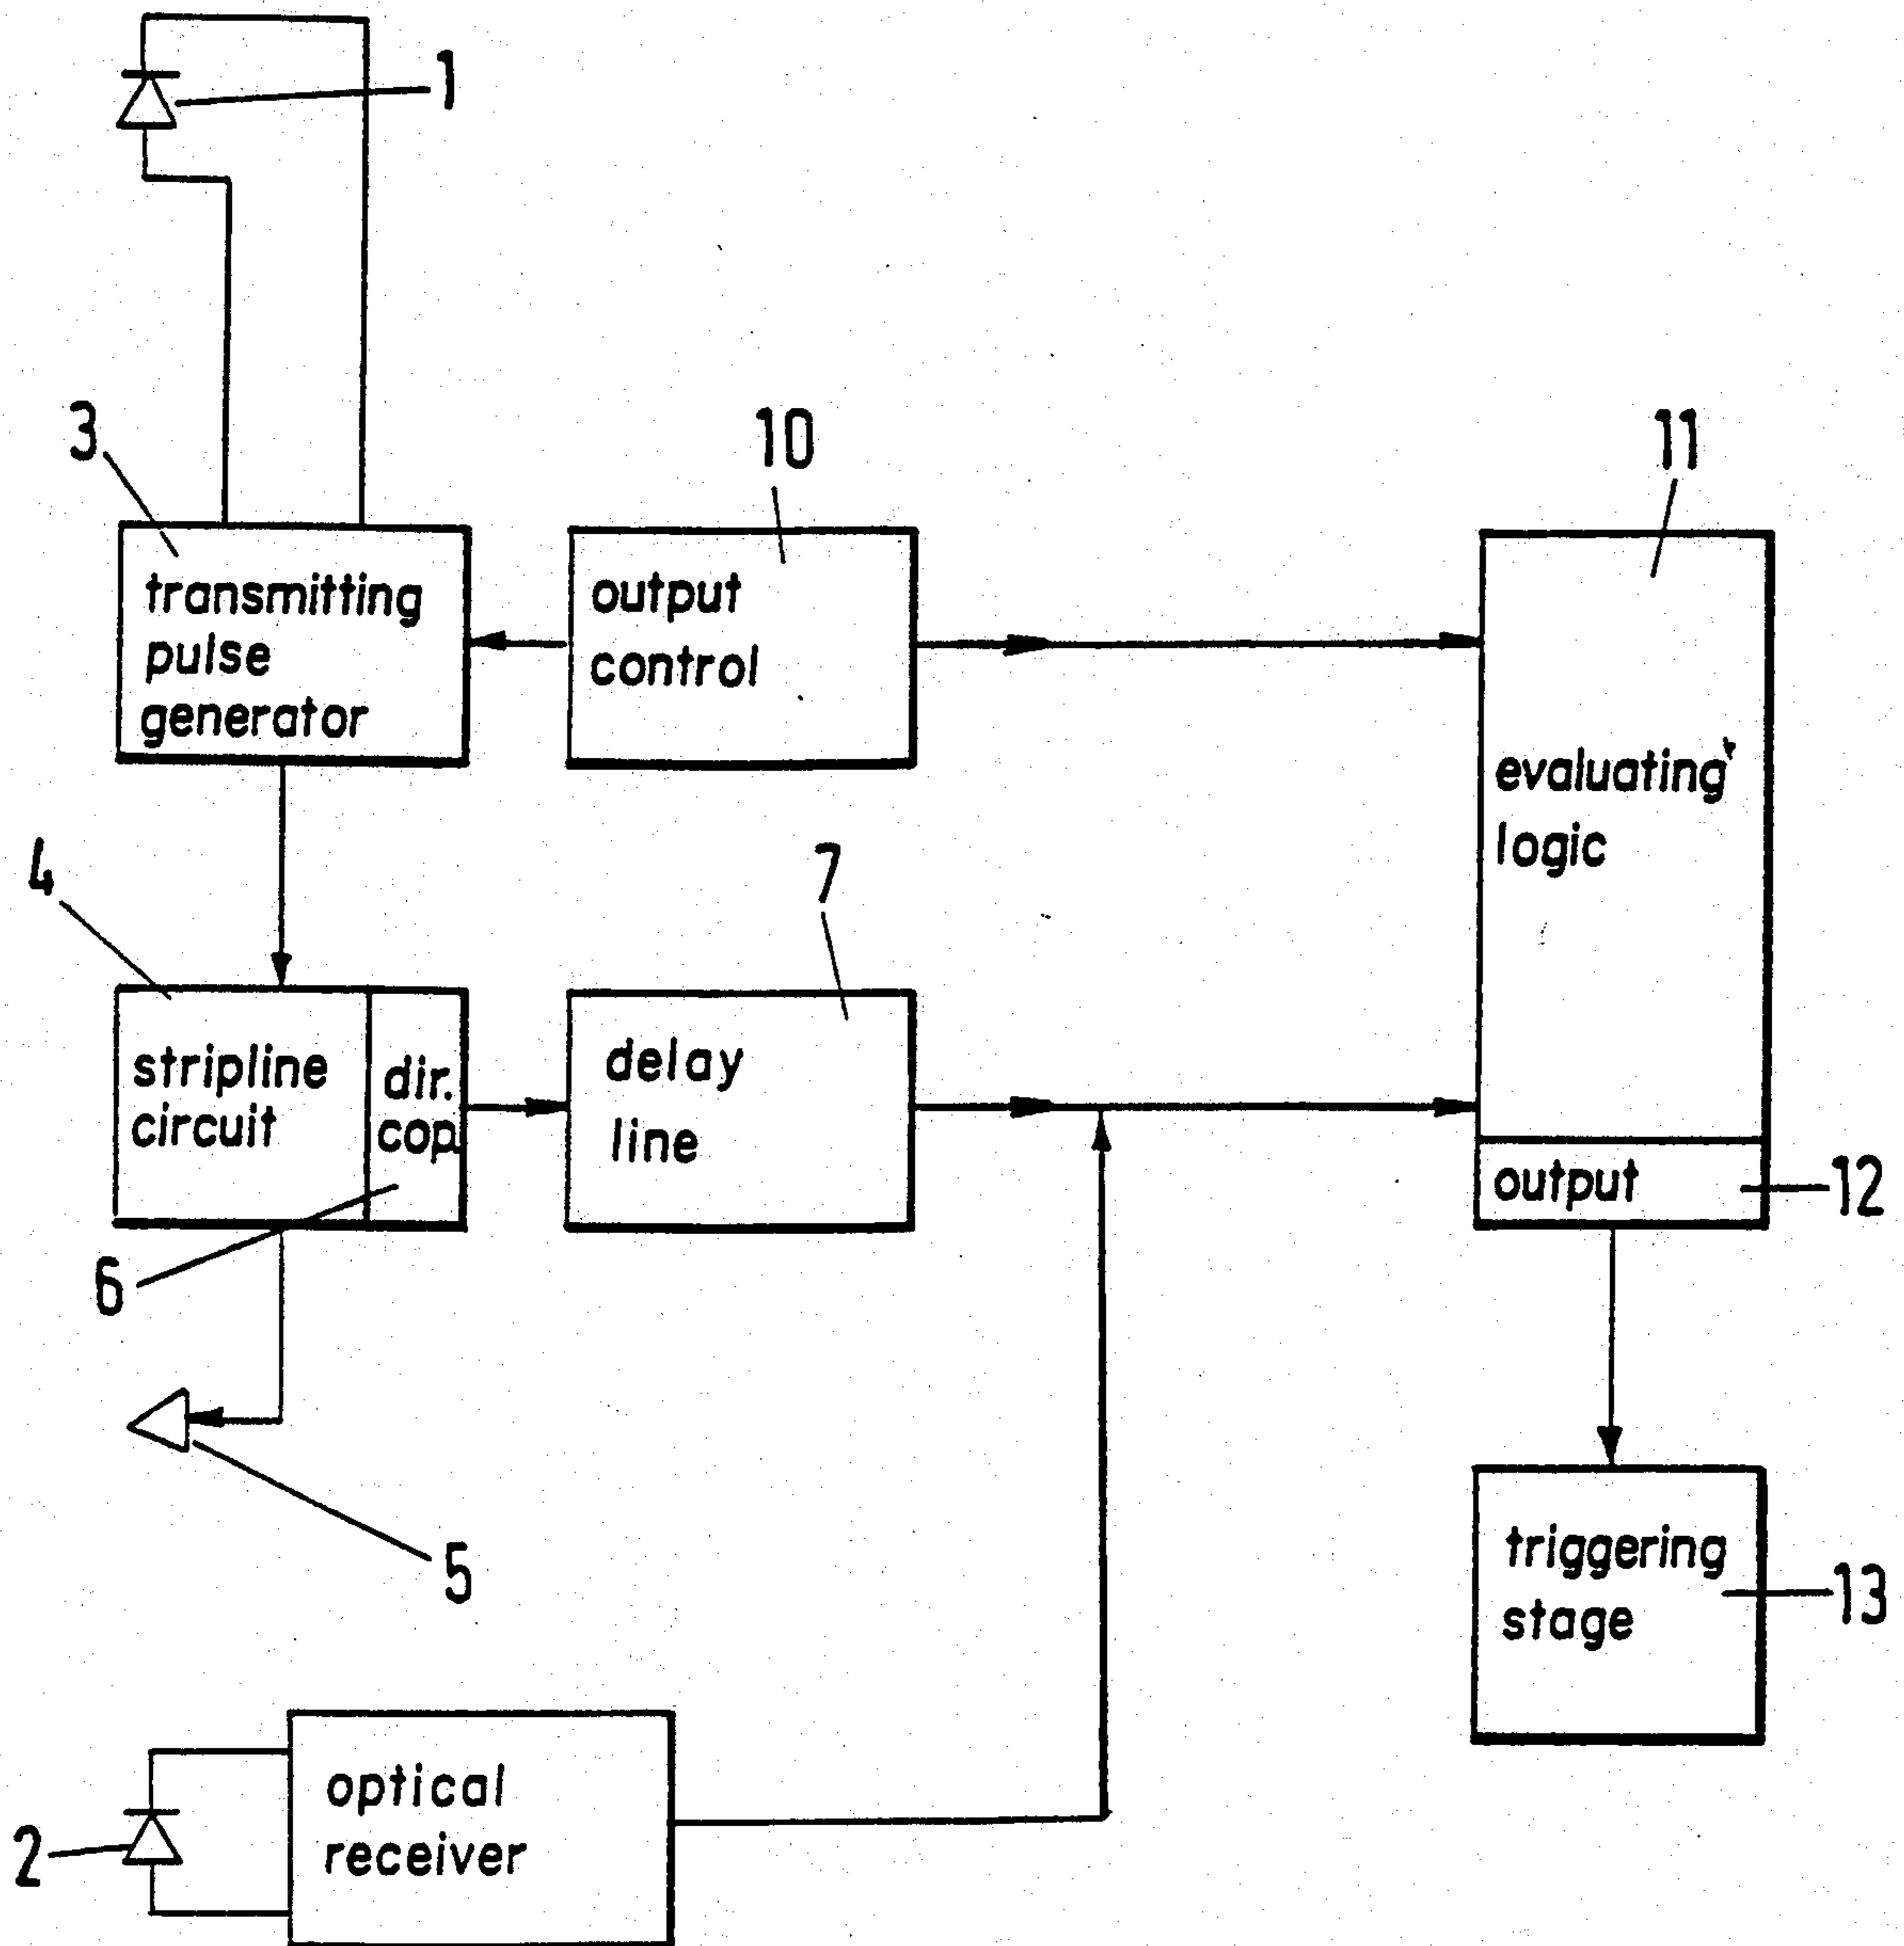 1
3
10
11
transmitting
pulse
generator
output
control
evaluating
logic
4
7
stripline
circuit
dir.
cop.
delay
line
output
12
6
5
triggering
stage
13
optical
receiver
2